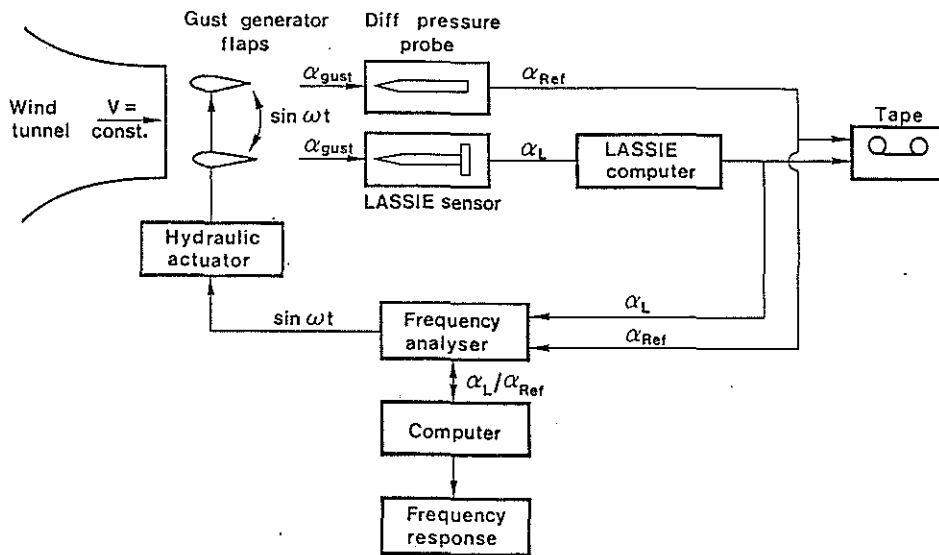 Gust generator
flaps
Diff pressure
probe
Wind
tunnel
V =
const.
sin ωt
α_gust
α_Ref
α_gust
α_L
LASSIE sensor
LASSIE
computer
Tape
Hydraulic
actuator
sin ωt
Frequency
analyser
α_L
α_Ref
α_L/α_Ref
Computer
Frequency
response